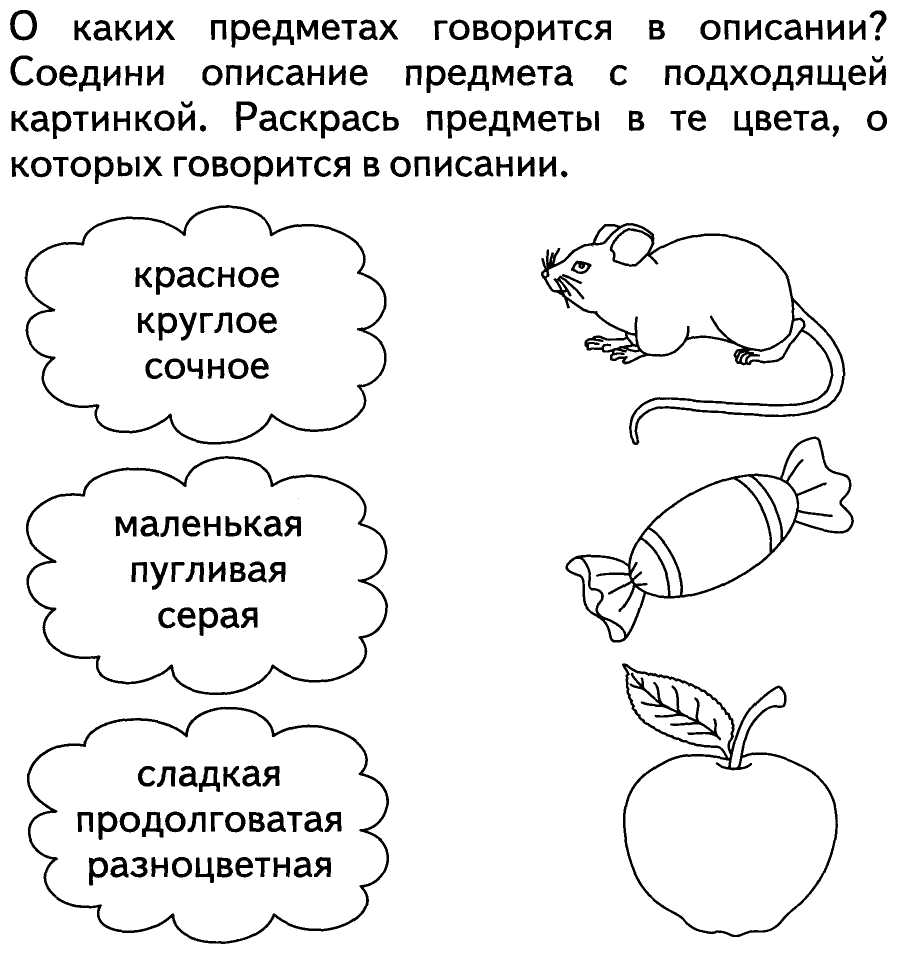 О каких предметах говорится в описании?
Соедини описание предмета с подходящей
картинкой. Раскрась предметы в те цвета, о
которых говорится в описании.
красное
круглое
сочное
маленькая
пугливая
серая
сладкая
продолговатая
разноцветная